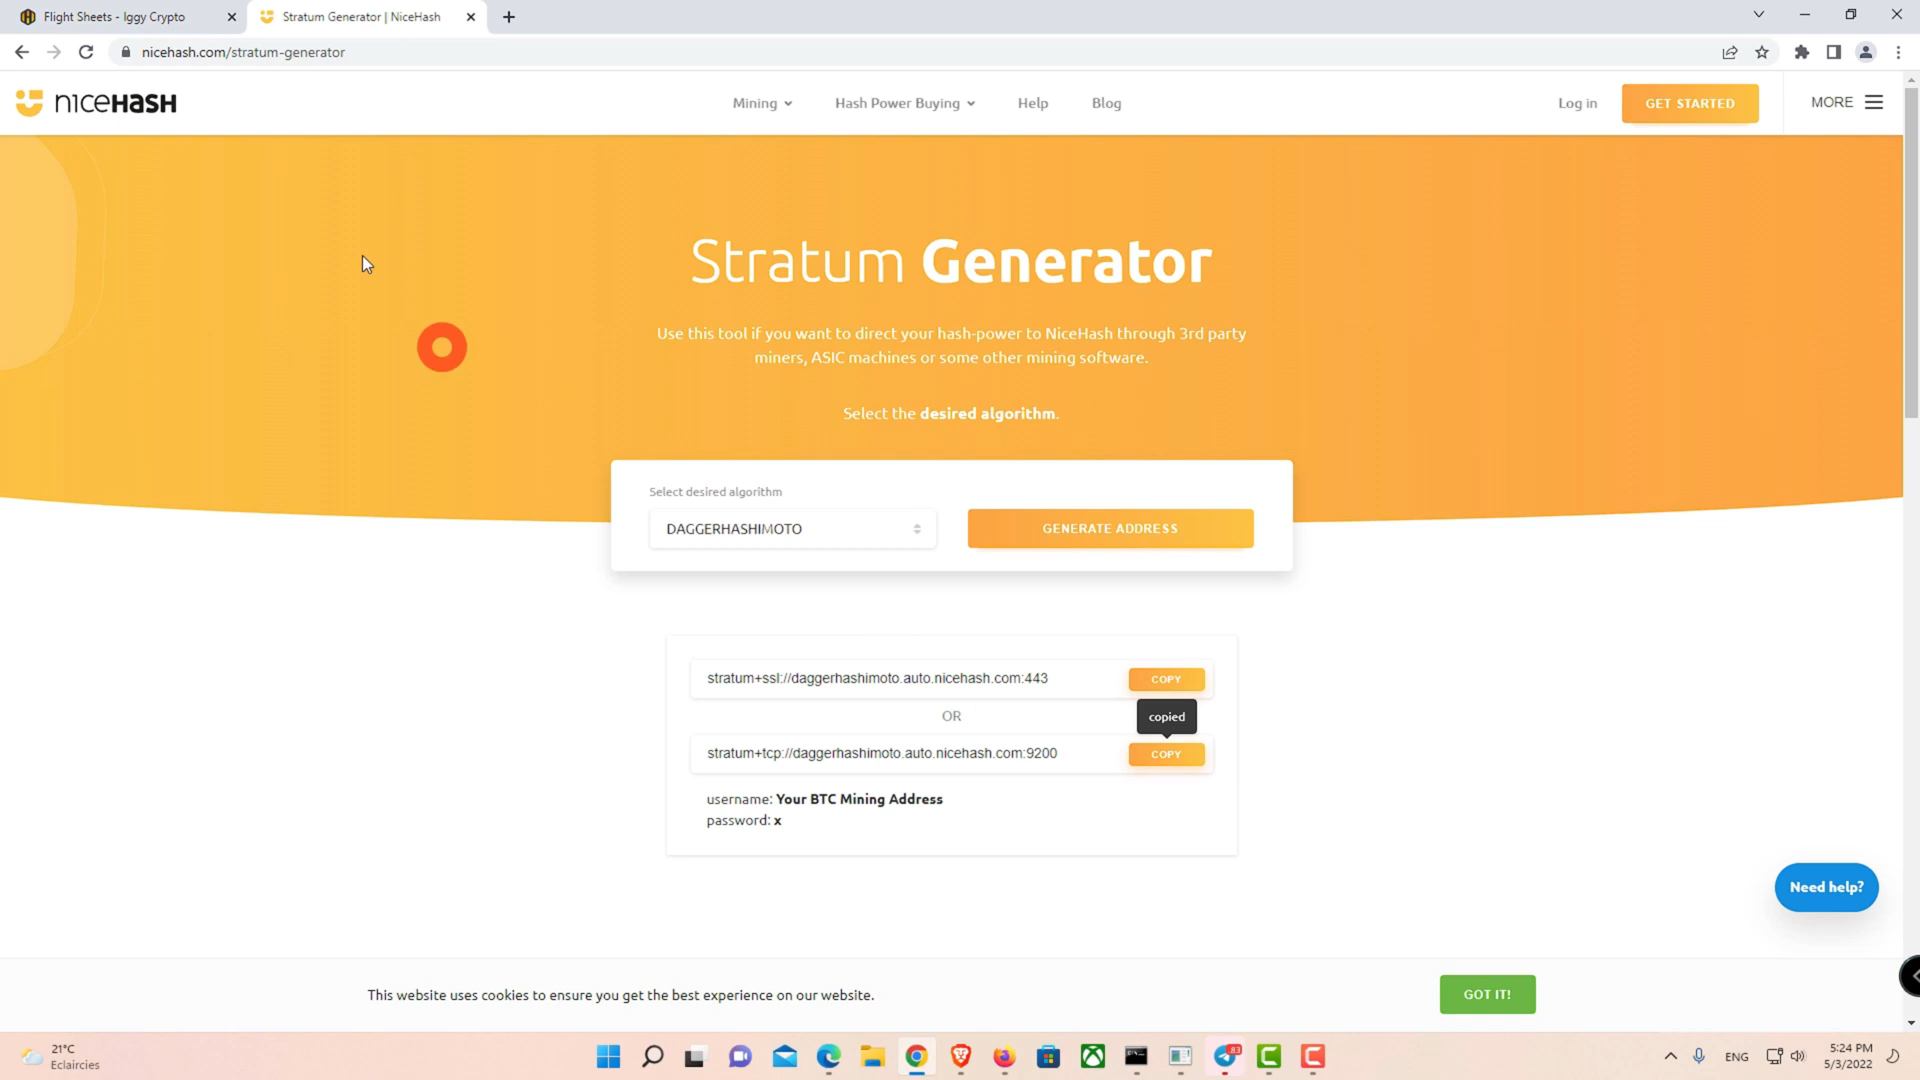 Flight Sheets - Iggy Crypto
Stratum Generator | NiceHash
nicehash.com/stratum-generator
nıceHASH
Mining
Hash Power Buying
Help
Blog
Log in
GET STARTED
MORE
Stratum Generator
Use this tool if you want to direct your hash-power to NiceHash through 3rd party
miners, ASIC machines or some other mining software.
Select the desired algorithm.
Select desired algorithm
DAGGERHASHIMOTO
GENERATE ADDRESS
stratum+ssl://daggerhashimoto.auto.nicehash.com:443
COPY
OR
copied
stratum+tcp://daggerhashimoto.auto.nicehash.com:9200
COPY
username: Your BTC Mining Address
password: x
Need help?
This website uses cookies to ensure you get the best experience on our website.
GOT IT!
21°C
Eclaircies
83
ENG
5:24 PM
5/3/2022